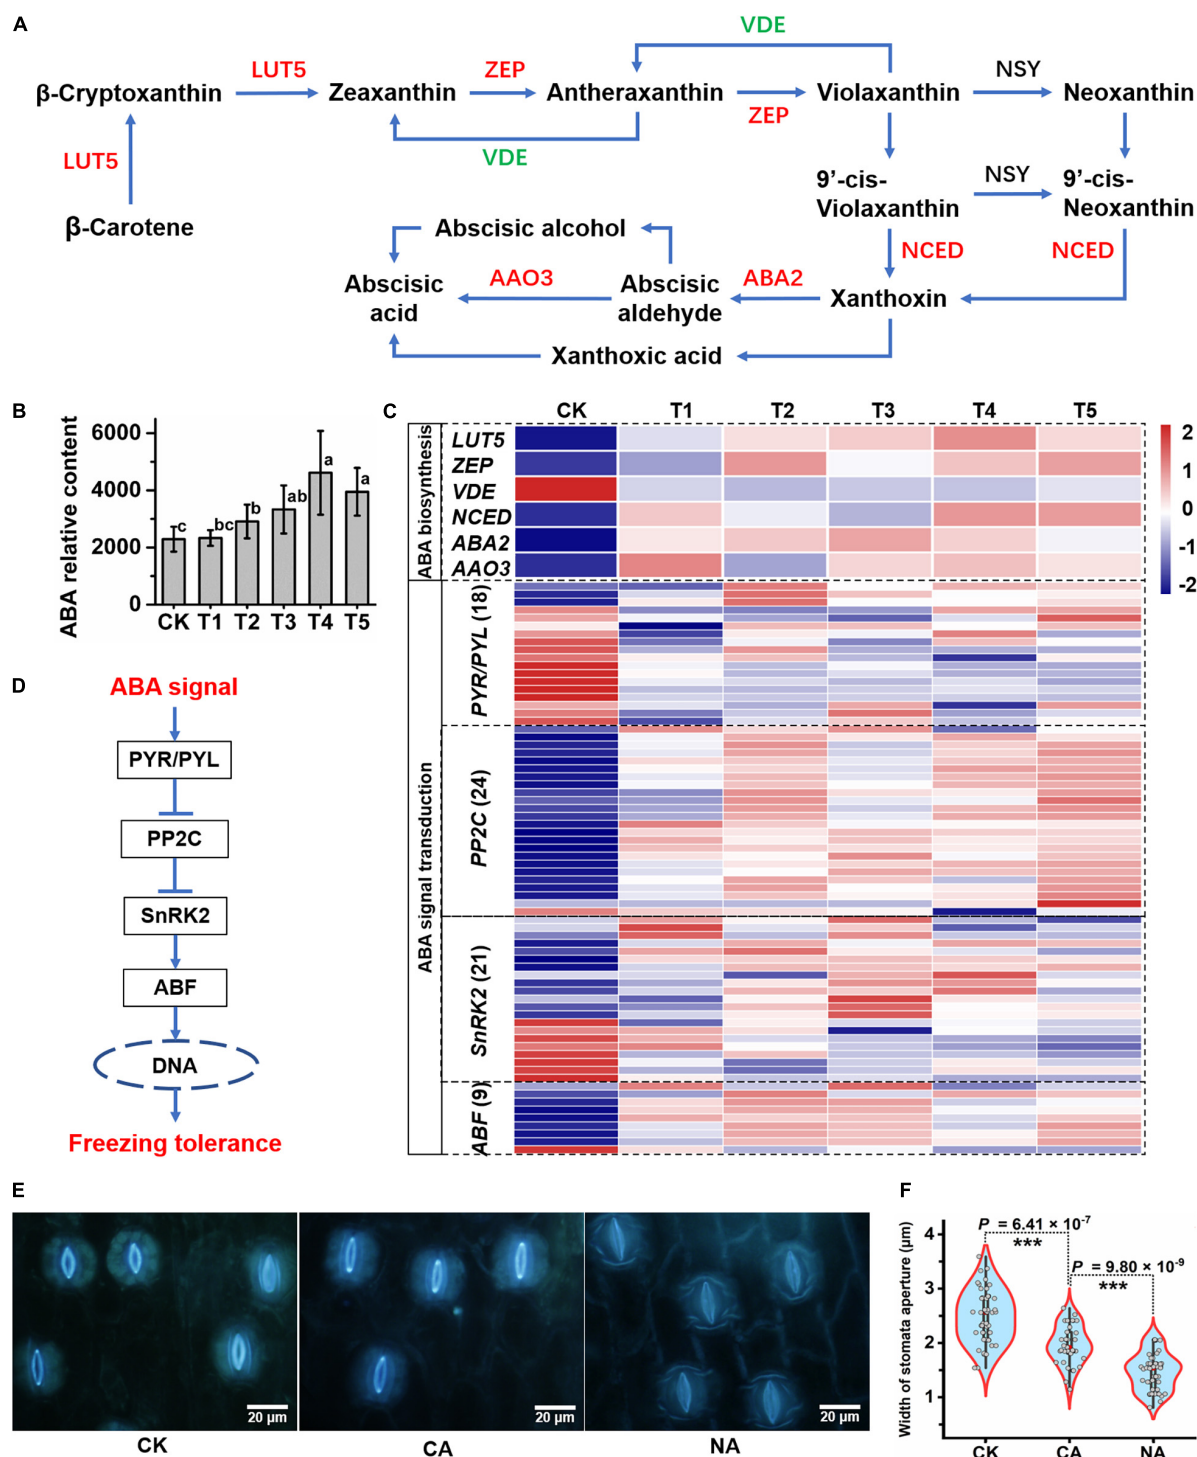 A
VDE
LUT5 ZEP NSY
β-Cryptoxanthin Zeaxanthin Antheraxanthin Violaxanthin Neoxanthin
ZEP
VDE
LUT5
9’-cis- NSY 9’-cis-
Violaxanthin Neoxanthin
β-Carotene
Abscisic alcohol
NCED NCED
Abscisic AAO3 Abscisic ABA2 Xanthoxin
acid aldehyde
Xanthoxic acid
B
ABA relative content
6000
4000
2000
0
c bc b ab a a
CK T1 T2 T3 T4 T5
C
CK T1 T2 T3 T4 T5
ABA biosynthesis
LUT5
ZEP
VDE
NCED
ABA2
AAO3
ABA signal transduction
PYR/PYL (18)
PP2C (24)
SnRK2 (21)
ABF (9)
2
1
0
-1
-2
D
ABA signal
PYR/PYL
PP2C
SnRK2
ABF
DNA
Freezing tolerance
E
20 µm 20 µm 20 µm
CK CA NA
F
Width of stomata aperture (µm)
4
3
2
1
P = 6.41 × 10-7
***
P = 9.80 × 10-9
***
CK CA NA